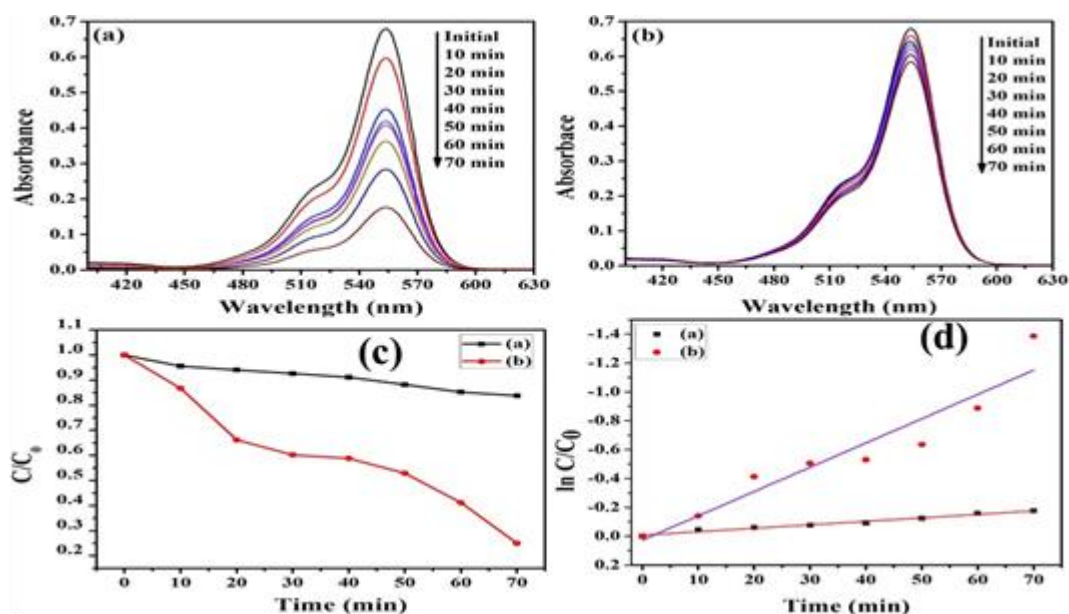 (a)
0.7
0.6
0.5
0.4
0.3
0.2
0.1
0.0
Absorbance
Initial
10 min
20 min
30 min
40 min
50 min
60 min
70 min
420 450 480 510 540 570 600 630
Wavelength (nm)
(b)
0.7
0.6
0.5
0.4
0.3
0.2
0.1
0.0
Absorbace
Initial
10 min
20 min
30 min
40 min
50 min
60 min
70 min
420 450 480 510 540 570 600 630
Wavelength (nm)
(c)
(a)
(b)
1.1
1.0
0.9
0.8
0.7
0.6
0.5
0.4
0.3
0.2
C/C0
0 10 20 30 40 50 60 70
Time (min)
(d)
(a)
(b)
-1.4
-1.2
-1.0
-0.8
-0.6
-0.4
-0.2
0.0
0.2
ln C/C0
0 10 20 30 40 50 60 70
Time (min)